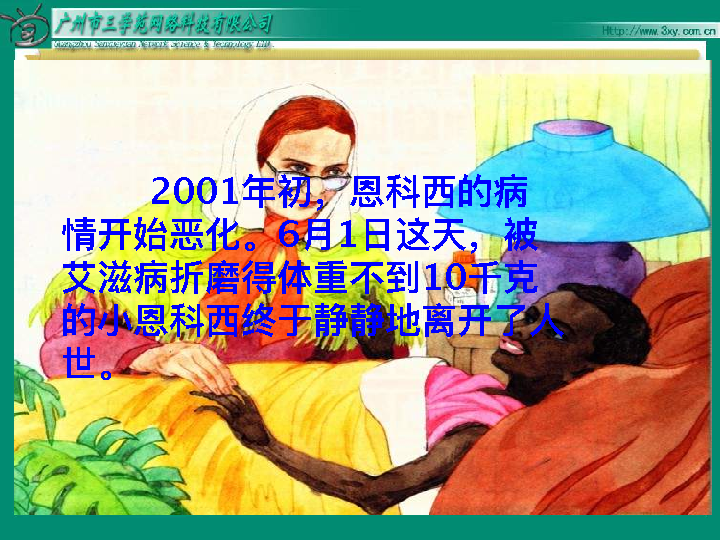 广州市三学苑网络科技有限公司
Guangzhou Sanxueyuan Network Science & Technology Ltd.
Http://www.3xy.com.cn
2001年初，恩科西的病
情开始恶化。6月1日这天，被
艾滋病折磨得体重不到10千克
的小恩科西终于静静地离开了人
世。